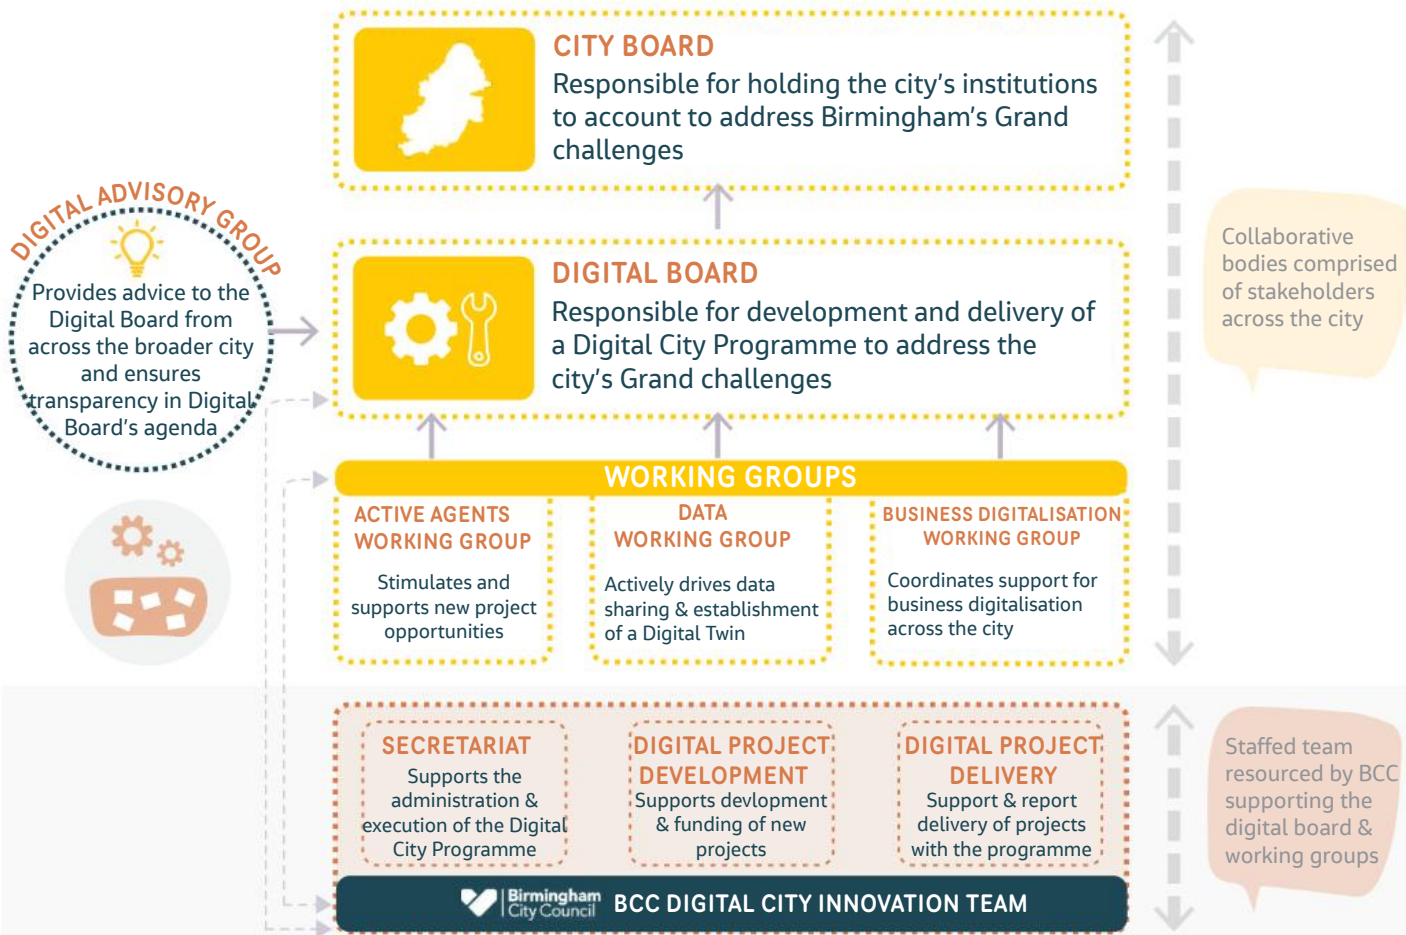 CITY BOARD
Responsible for holding the city's institutions
to account to address Birmingham's Grand
challenges
DIGITAL ADVISORY GROUP
Provides advice to the
Digital Board from
across the broader city
and ensures
transparency in Digital
Board's agenda
DIGITAL BOARD
Responsible for development and delivery of
a Digital City Programme to address the
city's Grand challenges
Collaborative
bodies comprised
of stakeholders
across the city
WORKING GROUPS
ACTIVE AGENTS
WORKING GROUP
Stimulates and
supports new project
opportunities
DATA
WORKING GROUP
Actively drives data
sharing & establishment
of a Digital Twin
BUSINESS DIGITALISATION
WORKING GROUP
Coordinates support for
business digitalisation
across the city
SECRETARIAT
Supports the
administration &
execution of the Digital
City Programme
DIGITAL PROJECT
DEVELOPMENT
Supports devlopment
& funding of new
projects
DIGITAL PROJECT
DELIVERY
Support & report
delivery of projects
with the programme
Staffed team
resourced by BCC
supporting the
digital board &
working groups
Birmingham
City Council
BCC DIGITAL CITY INNOVATION TEAM